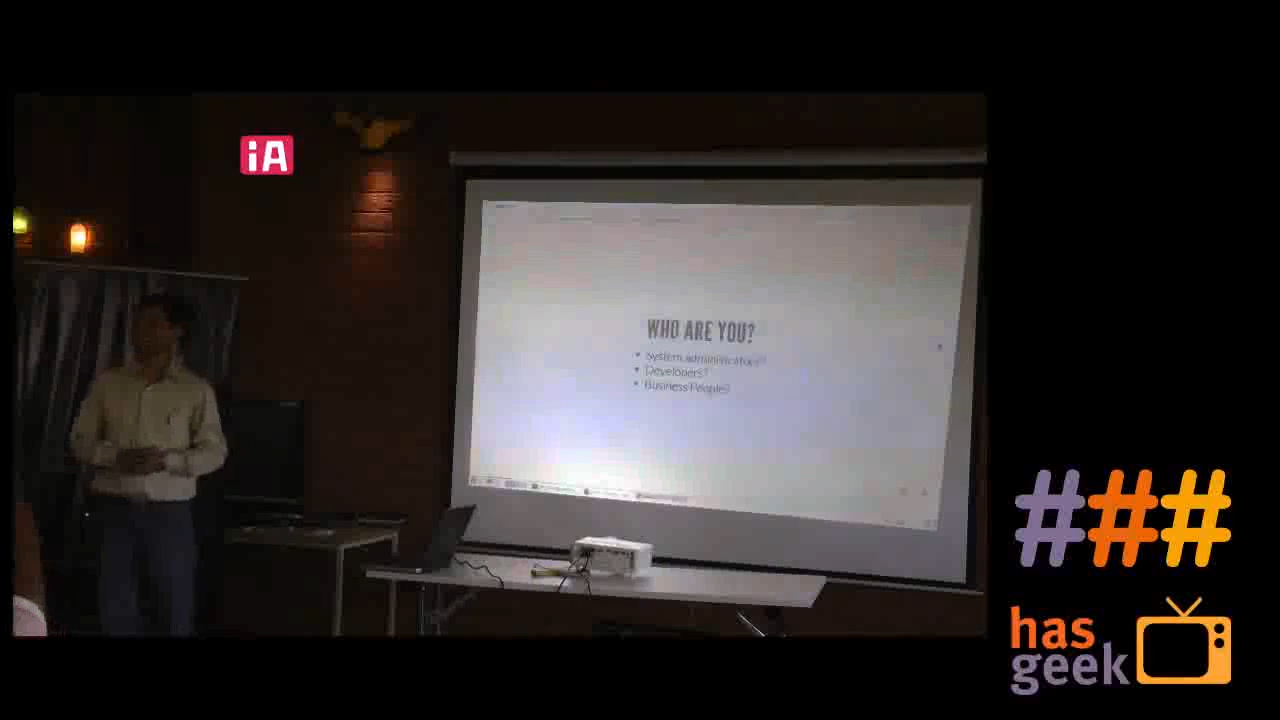 iA
WHO ARE YOU?
System administrators?
Developers?
Business People?
###
has
geek